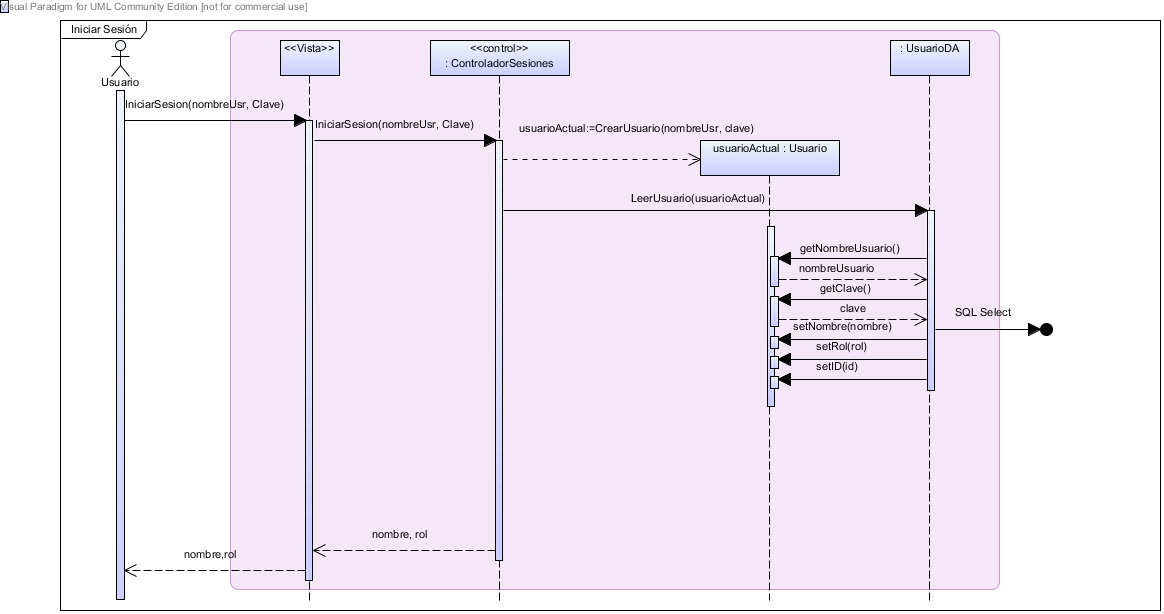 Visual Paradigm for UML Community Edition [not for commercial use]
Iniciar Sesión
Usuario
<<Vista>>
<<control>>
: ControladorSesiones
: UsuarioDA
IniciarSesion(nombreUsr, Clave)
IniciarSesion(nombreUsr, Clave)
usuarioActual:=CrearUsuario(nombreUsr, clave)
usuarioActual : Usuario
LeerUsuario(usuarioActual)
getNombreUsuario()
nombreUsuario
getClave()
clave
SQL Select
setNombre(nombre)
setRol(rol)
setID(id)
nombre, rol
nombre,rol